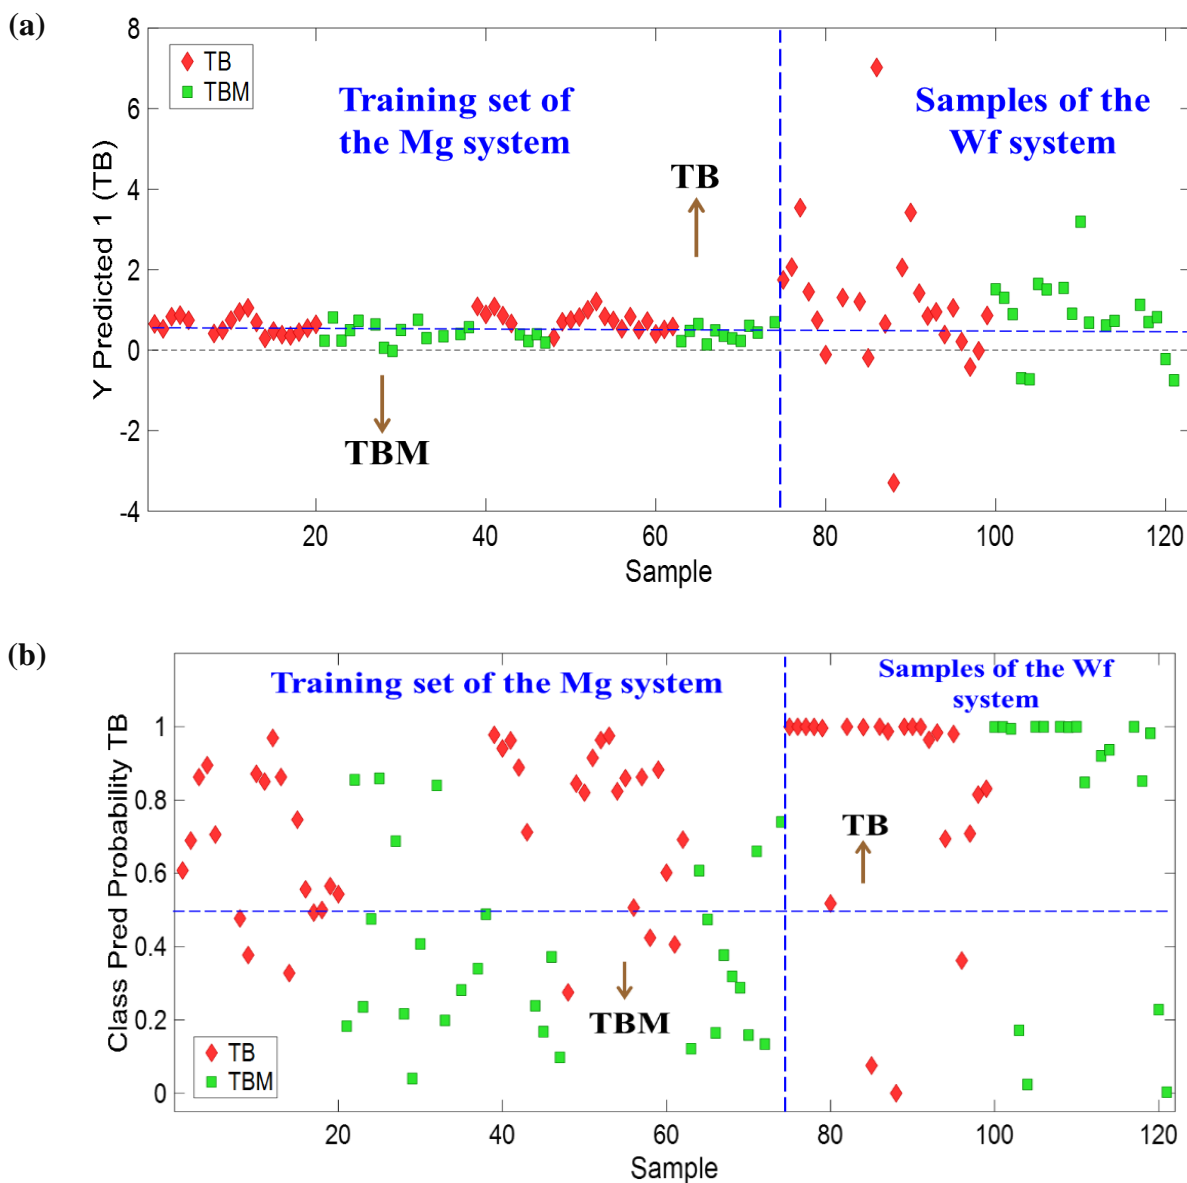 (a)
8
6
4
2
0
-2
-4
Y Predicted 1 (TB)
TB
TBM
Training set of
the Mg system
Samples of the
Wf system
TB
TBM
20
40
60
80
100
120
Sample
(b)
1
0.8
0.6
0.4
0.2
0
Class Pred Probability TB
Training set of the Mg system
Samples of the Wf
system
TB
TBM
TB
TBM
20
40
60
80
100
120
Sample